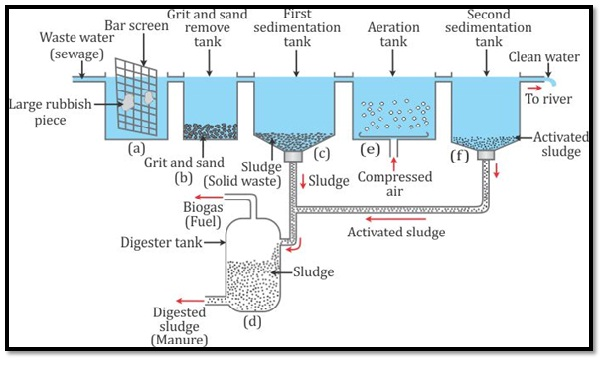 Waste water
(sewage)
Bar screen
Grit and sand
remove
tank
First
sedimentation
tank
Aeration
tank
Second
sedimentation
tank
Clean water
Large rubbish
piece
To river
(a)
Grit and sand
(b)
Sludge
(Solid waste)
(c)
(e)
(f)
Activated
sludge
Sludge
Compressed
air
Biogas
(Fuel)
Activated sludge
Digester tank
Sludge
Digested
sludge
(Manure)
(d)